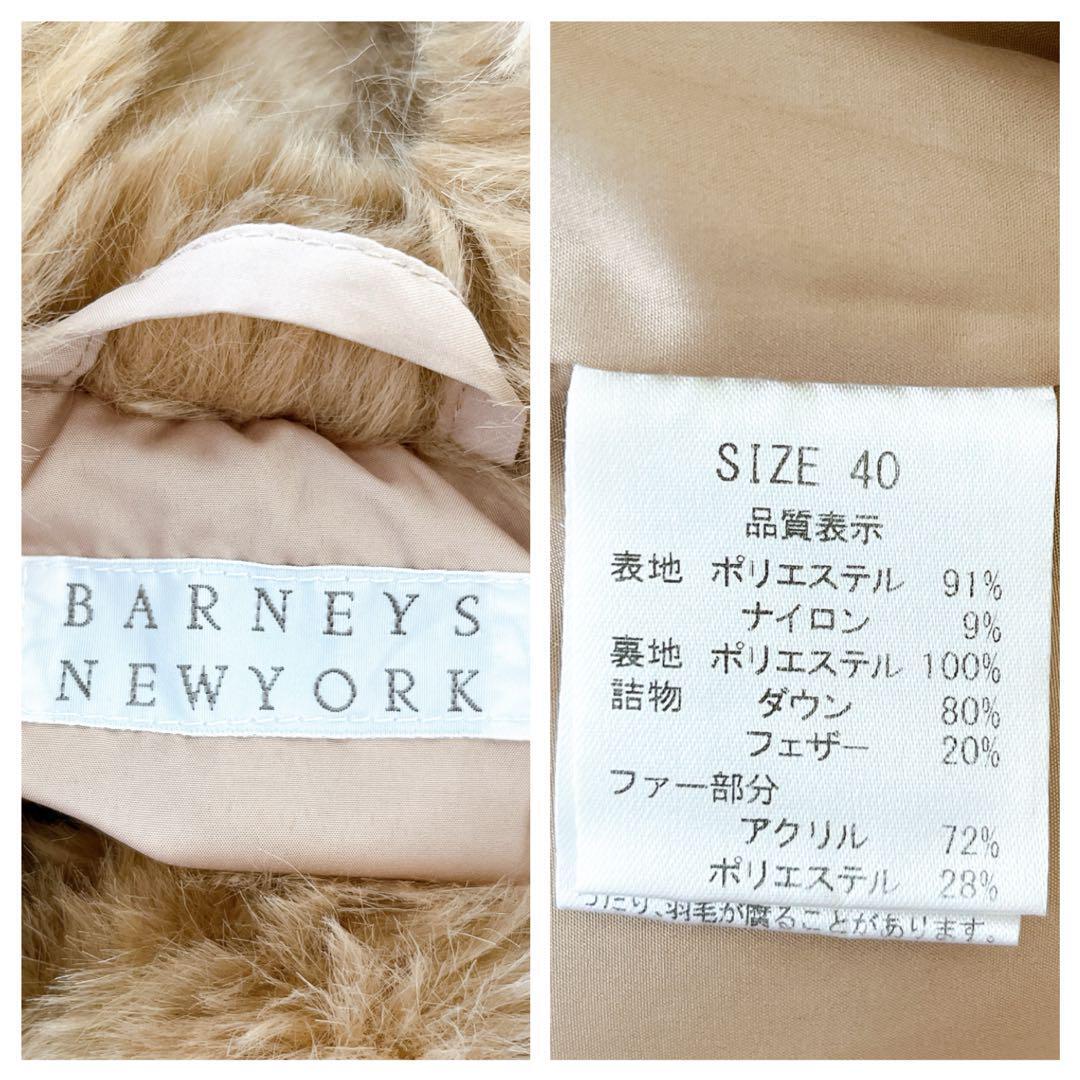 BARNEYS
NEWYORK
SIZE 40
品質表示
表地 ポリエステル 91%
ナイロン 9%
裏地 ポリエステル 100%
詰物 ダウン 80%
フェザー 20%
ファー部分
アクリル 72%
ポリエステル 28%
ったり、羽毛が腐ることがあります。